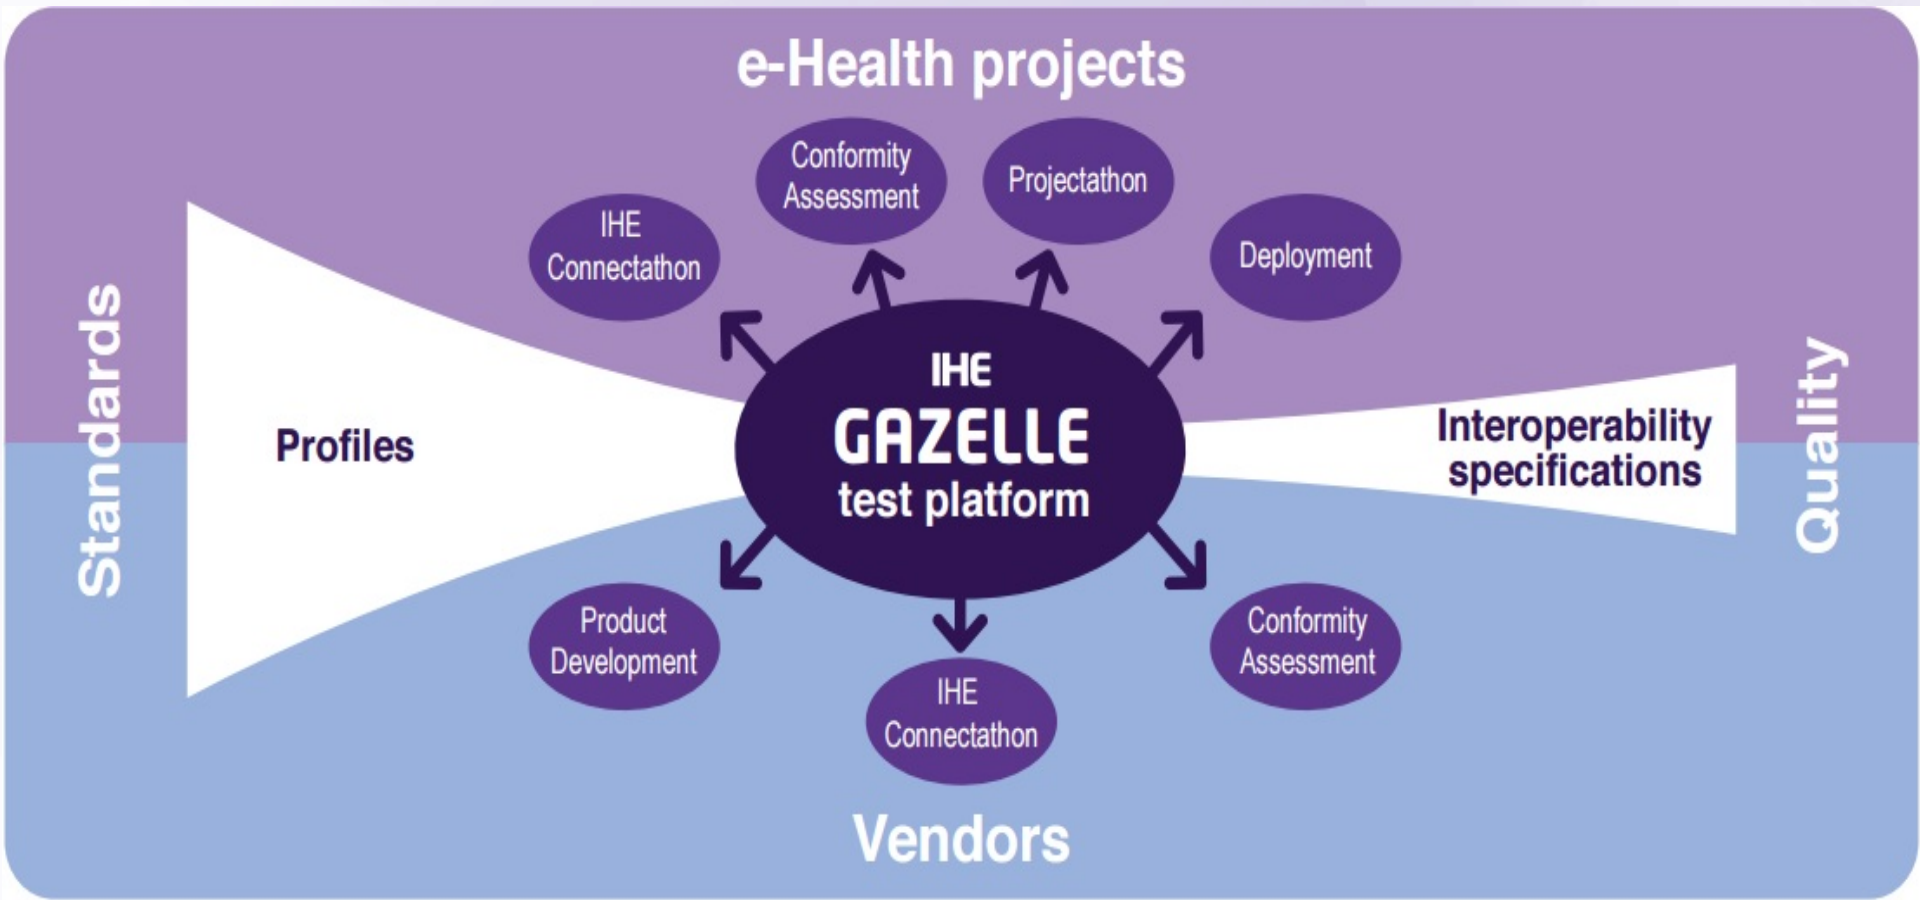 e-Health projects
Conformity
Assessment
Projectathon
IHE
Connectathon
Deployment
Standards
Profiles
IHE
GAZELLE
test platform
Interoperability
specifications
Quality
Product
Development
IHE
Connectathon
Conformity
Assessment
Vendors